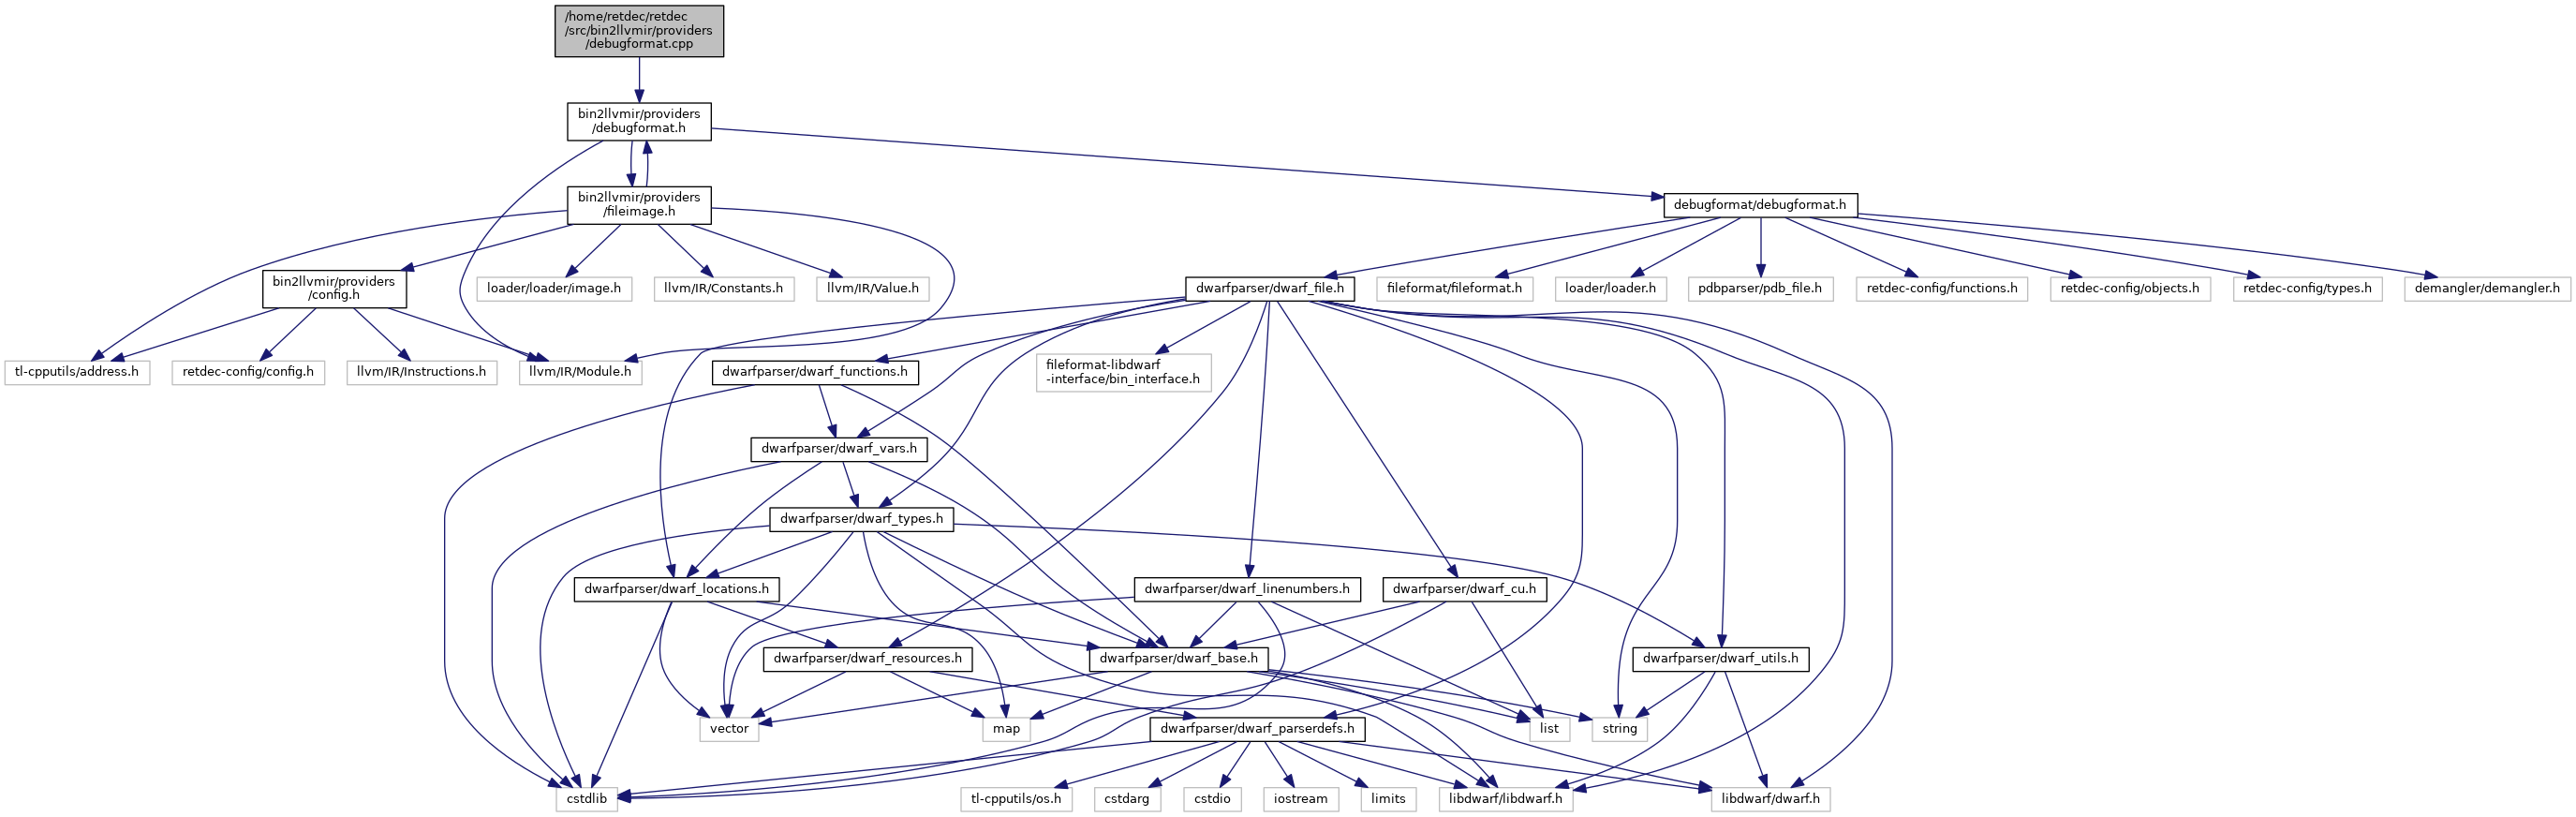 /home/retdec/retdec
/src/bin2llvmir/providers
/debugformat.cpp
bin2llvmir/providers
/debugformat.h
bin2llvmir/providers
/fileimage.h
debugformat/debugformat.h
bin2llvmir/providers
/config.h
loader/loader/image.h
llvm/IR/Constants.h
llvm/IR/Value.h
dwarfparser/dwarf_file.h
fileformat/fileformat.h
loader/loader.h
pdbparser/pdb_file.h
retdec-config/functions.h
retdec-config/objects.h
retdec-config/types.h
demangler/demangler.h
tl-cpputils/address.h
retdec-config/config.h
llvm/IR/Instructions.h
llvm/IR/Module.h
dwarfparser/dwarf_functions.h
fileformat-libdwarf
-interface/bin_interface.h
dwarfparser/dwarf_vars.h
dwarfparser/dwarf_types.h
dwarfparser/dwarf_locations.h
dwarfparser/dwarf_linenumbers.h
dwarfparser/dwarf_cu.h
dwarfparser/dwarf_resources.h
dwarfparser/dwarf_base.h
dwarfparser/dwarf_utils.h
vector
map
dwarfparser/dwarf_parserdefs.h
list
string
cstdlib
tl-cpputils/os.h
cstdarg
cstdio
iostream
limits
libdwarf/libdwarf.h
libdwarf/dwarf.h